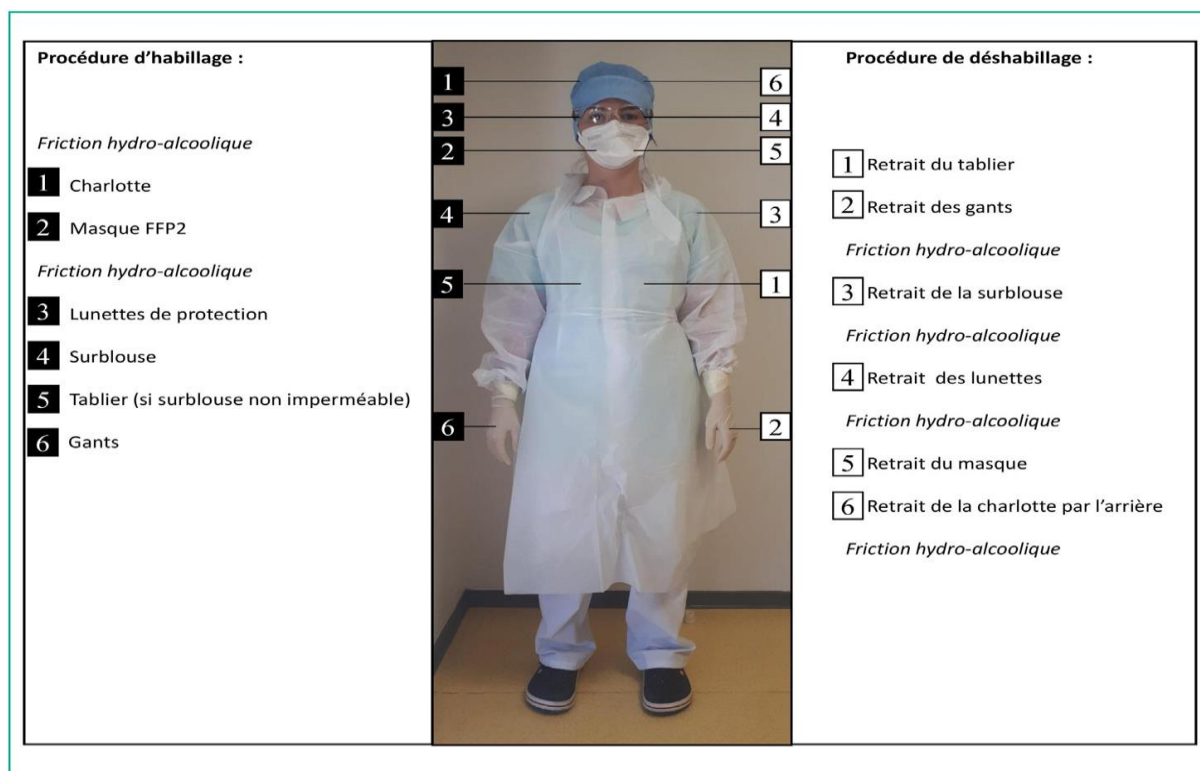 Procédure d’habillage :
Friction hydro-alcoolique
1 Charlotte
2 Masque FFP2
Friction hydro-alcoolique
3 Lunettes de protection
4 Surblouse
5 Tablier (si surblouse non imperméable)
6 Gants
1
3
2
4
5
6
6
4
5
3
1
2
Procédure de déshabillage :
1 Retrait du tablier
2 Retrait des gants
Friction hydro-alcoolique
3 Retrait de la surblouse
Friction hydro-alcoolique
4 Retrait  des lunettes
Friction hydro-alcoolique
5 Retrait du masque
6 Retrait de la charlotte par l’arrière
Friction hydro-alcoolique